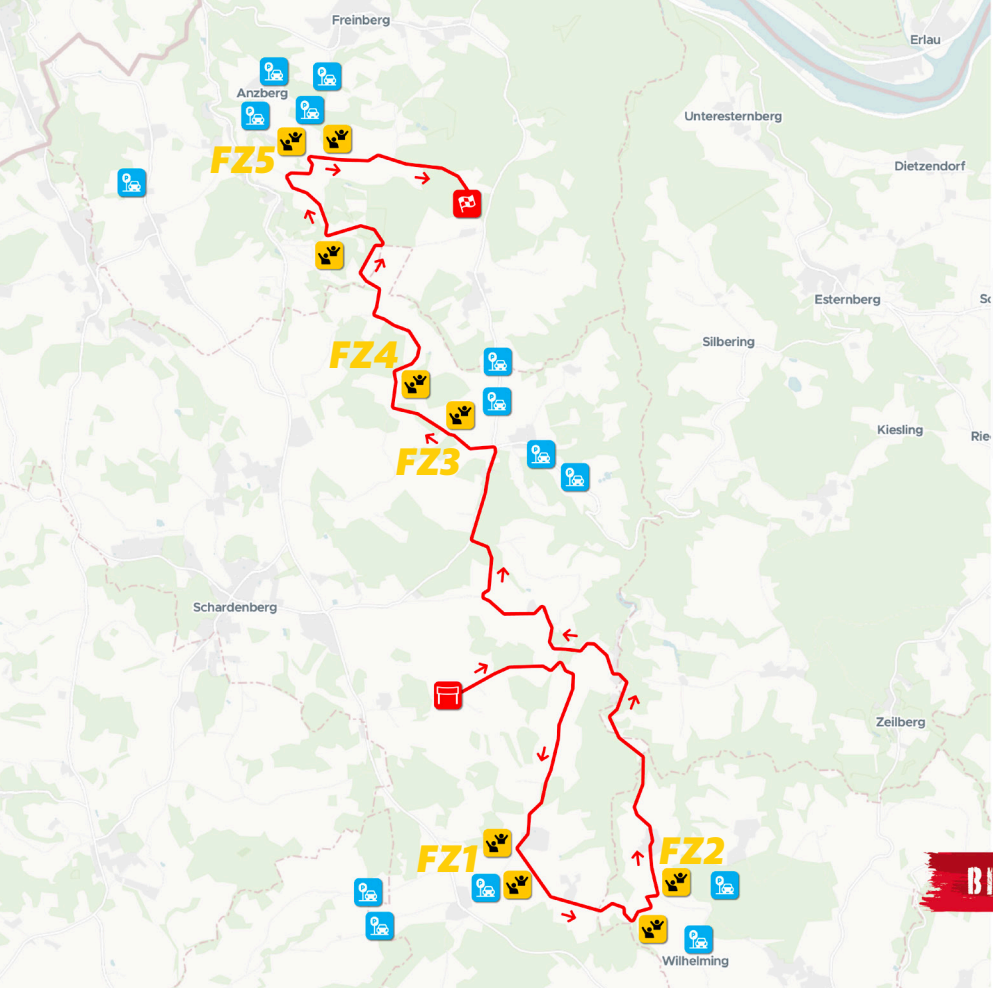 Freinberg
Erlau
Anzberg
Unteresternberg
FZ5
Dietzendorf
Esternberg
Silbering
FZ4
Kiesling
FZ3
Schardenberg
Zeilberg
FZ1
FZ2
Wilhelming